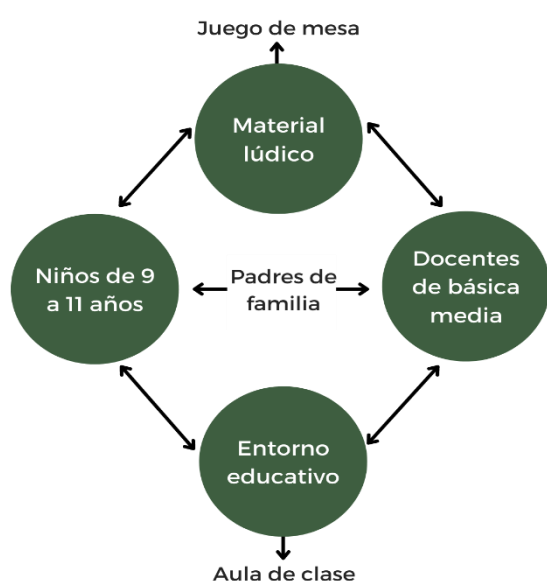 Juego de mesa
Material
lúdico
Niños de 9
a 11 años
Padres de
familia
Docentes
de básica
media
Entorno
educativo
Aula de clase